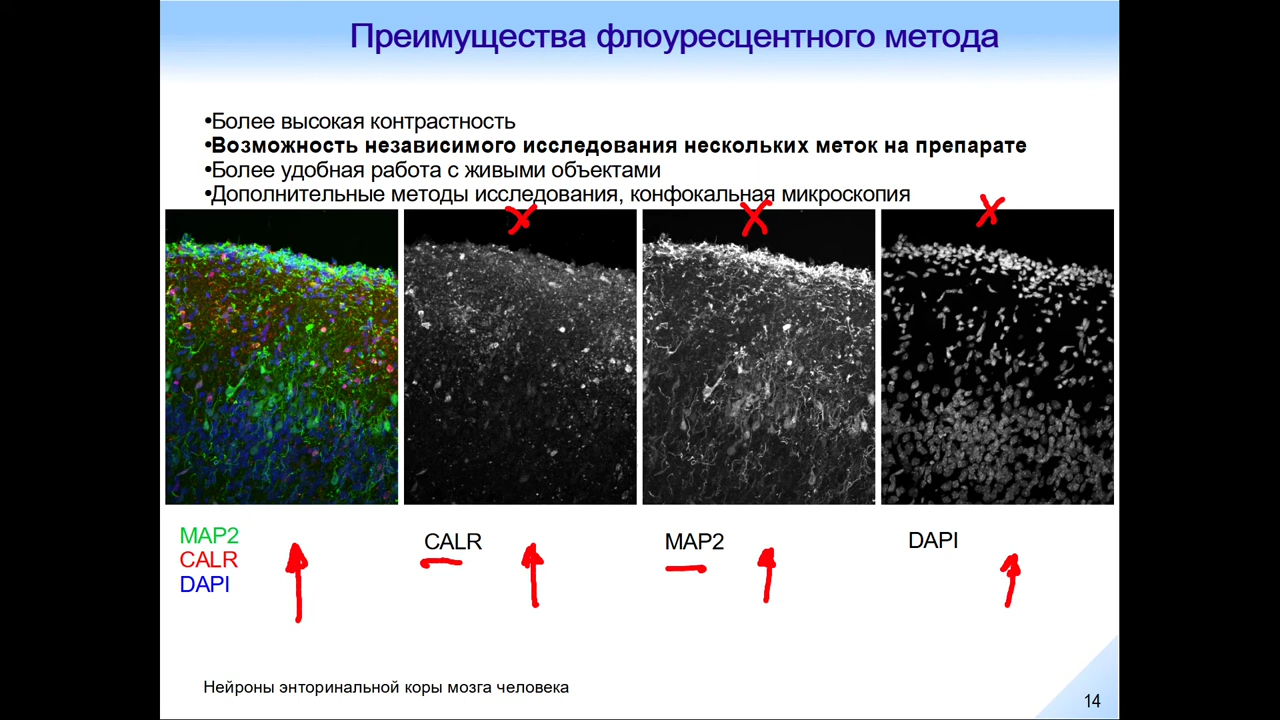 Преимущества флоуресцентного метода
•Более высокая контрастность
•Возможность независимого исследования нескольких меток на препарате
•Более удобная работа с живыми объектами
•Дополнительные методы исследования, конфокальная микроскопия
MAP2
CALR
DAPI
CALR
MAP2
DAPI
Нейроны энторинальной коры мозга человека
14